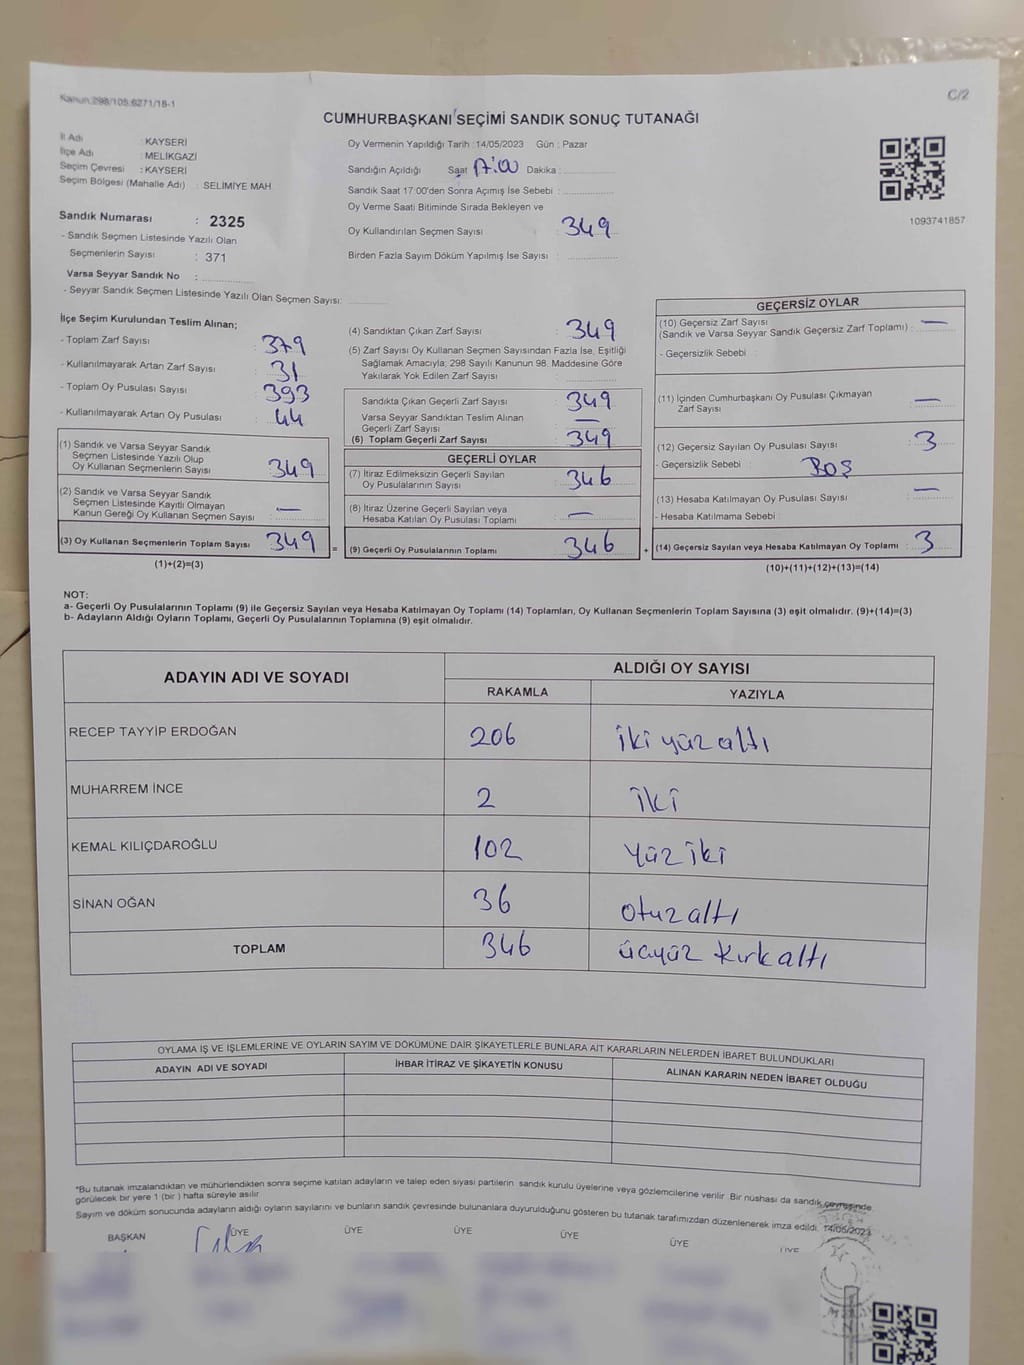 Kanun:298/105;6271/18-1
C/2
CUMHURBAŞKANI SEÇİMİ SANDIK SONUÇ TUTANAĞI
İl Adı : KAYSERİ
İlçe Adı : MELİKGAZİ
Seçim Çevresi : KAYSERİ
Seçim Bölgesi (Mahalle Adı) : SELİMİYE MAH
Sandık Numarası : 2325
- Sandık Seçmen Listesinde Yazılı Olan
Seçmenlerin Sayısı : 371
Varsa Seyyar Sandık No :
- Seyyar Sandık Seçmen Listesinde Yazılı Olan Seçmen Sayısı:
Oy Vermenin Yapıldığı Tarih : 14/05/2023 Gün : Pazar
Sandığın Açıldığı Saat 17:00 Dakika :
Sandık Saat 17:00'den Sonra Açımış İse Sebebi :
Oy Verme Saati Bitiminde Sırada Bekleyen ve
Oy Kullandırılan Seçmen Sayısı 349
Birden Fazla Sayım Döküm Yapılmış İse Sayısı :
1093741857
İlçe Seçim Kurulundan Teslim Alınan;
- Toplam Zarf Sayısı : 379
- Kullanılmayarak Artan Zarf Sayısı : 31
- Toplam Oy Pusulası Sayısı : 393
- Kullanılmayarak Artan Oy Pusulası : 44
(1) Sandık ve Varsa Seyyar Sandık
Seçmen Listesinde Yazılı Olup
Oy Kullanan Seçmenlerin Sayısı : 349
(2) Sandık ve Varsa Seyyar Sandık
Seçmen Listesinde Kayıtlı Olmayan
Kanun Gereği Oy Kullanan Seçmen Sayısı : —
(3) Oy Kullanan Seçmenlerin Toplam Sayısı : 349
(1)+(2)=(3)
(4) Sandıktan Çıkan Zarf Sayısı : 349
(5) Zarf Sayısı Oy Kullanan Seçmen Sayısından Fazla İse, Eşitliği
Sağlamak Amacıyla; 298 Sayılı Kanunun 98. Maddesine Göre
Yakılarak Yok Edilen Zarf Sayısı :
Sandıkta Çıkan Geçerli Zarf Sayısı : 349
Varsa Seyyar Sandıktan Teslim Alınan
Geçerli Zarf Sayısı : —
(6) Toplam Geçerli Zarf Sayısı : 349
GEÇERLİ OYLAR
(7) İtiraz Edilmeksizin Geçerli Sayılan
Oy Pusulalarının Sayısı : 346
(8) İtiraz Üzerine Geçerli Sayılan veya
Hesaba Katılan Oy Pusulası Toplamı : —
= (9) Geçerli Oy Pusulalarının Toplamı : 346
GEÇERSİZ OYLAR
(10) Geçersiz Zarf Sayısı
(Sandık ve Varsa Seyyar Sandık Geçersiz Zarf Toplamı) : —
- Geçersizlik Sebebi :
(11) İçinden Cumhurbaşkanı Oy Pusulası Çıkmayan
Zarf Sayısı : —
(12) Geçersiz Sayılan Oy Pusulası Sayısı : 3
- Geçersizlik Sebebi : BOŞ
(13) Hesaba Katılmayan Oy Pusulası Sayısı : —
- Hesaba Katılmama Sebebi :
+ (14) Geçersiz Sayılan veya Hesaba Katılmayan Oy Toplamı : 3
(10)+(11)+(12)+(13)=(14)
NOT:
a- Geçerli Oy Pusulalarının Toplamı (9) ile Geçersiz Sayılan veya Hesaba Katılmayan Oy Toplamı (14) Toplamları, Oy Kullanan Seçmenlerin Toplam Sayısına (3) eşit olmalıdır. (9)+(14)=(3)
b- Adayların Aldığı Oyların Toplamı, Geçerli Oy Pusulalarının Toplamına (9) eşit olmalıdır.
ADAYIN ADI VE SOYADI
ALDIĞI OY SAYISI
RAKAMLA YAZIYLA
RECEP TAYYİP ERDOĞAN 206 iki yüz altı
MUHARREM İNCE 2 iki
KEMAL KILIÇDAROĞLU 102 Yüz iki
SİNAN OĞAN 36 otuz altı
TOPLAM 346 üçyüz kırk altı
OYLAMA İŞ VE İŞLEMLERİNE VE OYLARIN SAYIM VE DÖKÜMÜNE DAİR ŞİKAYETLERLE BUNLARA AİT KARARLARIN NELERDEN İBARET BULUNDUKLARI
ADAYIN ADI VE SOYADI İHBAR İTİRAZ VE ŞİKAYETİN KONUSU ALINAN KARARIN NEDEN İBARET OLDUĞU
*Bu tutanak imzalandıktan ve mühürlendikten sonra seçime katılan adayların ve talep eden siyasi partilerin sandık kurulu üyelerine veya gözlemcilerine verilir. Bir nüshası da sandık çevresinde
görülecek bir yere 1 (bir ) hafta süreyle asılır.
Sayım ve döküm sonucunda adayların aldığı oyların sayılarını ve bunların sandık çevresinde bulunanlara duyurulduğunu gösteren bu tutanak tarafımızdan düzenlenerek imza edildi. 14/05/2023
BAŞKAN ÜYE ÜYE ÜYE ÜYE ÜYE ÜYE